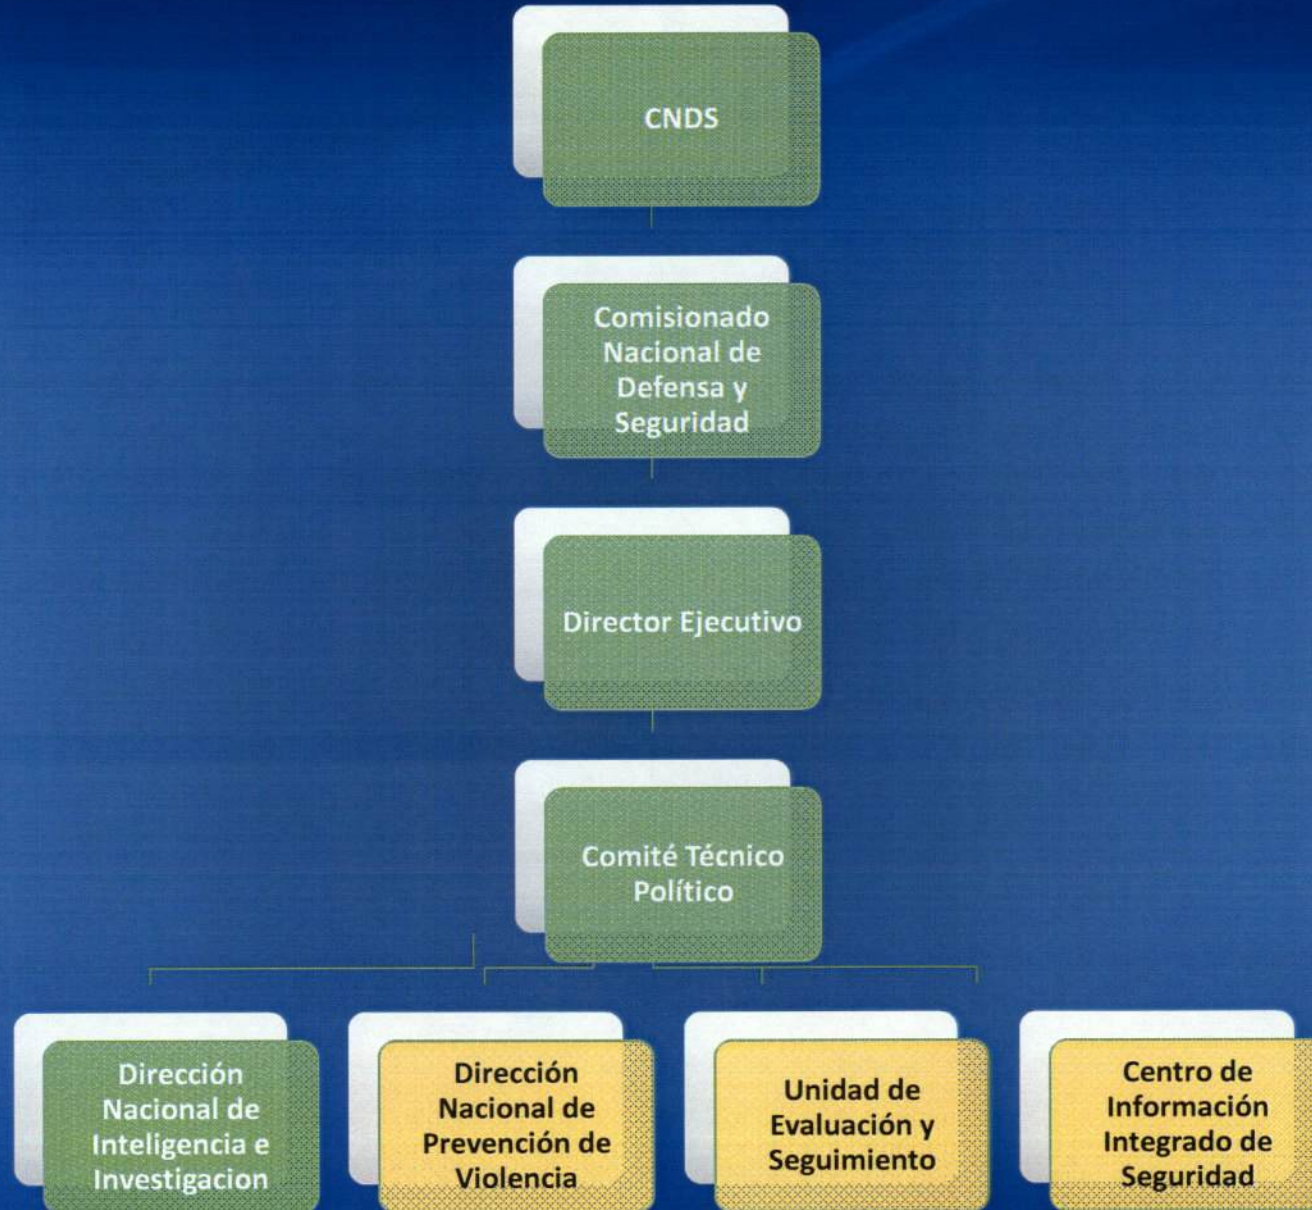 CNDS
Comisionado
Nacional de
Defensa y
Seguridad
Director Ejecutivo
Comité Técnico
Político
Dirección
Nacional de
Inteligencia e
Investigacion
Dirección
Nacional de
Prevención de
Violencia
Unidad de
Evaluación y
Seguimiento
Centro de
Información
Integrado de
Seguridad